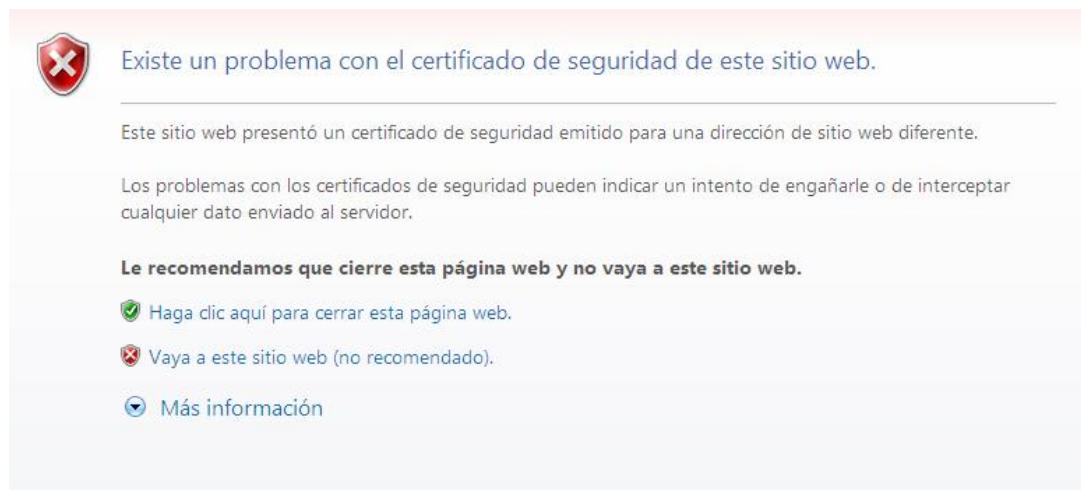 Existe un problema con el certificado de seguridad de este sitio web.
Este sitio web presentó un certificado de seguridad emitido para una dirección de sitio web diferente.
Los problemas con los certificados de seguridad pueden indicar un intento de engañarle o de interceptar
cualquier dato enviado al servidor.
Le recomendamos que cierre esta página web y no vaya a este sitio web.
Haga clic aquí para cerrar esta página web.
Vaya a este sitio web (no recomendado).
Más información